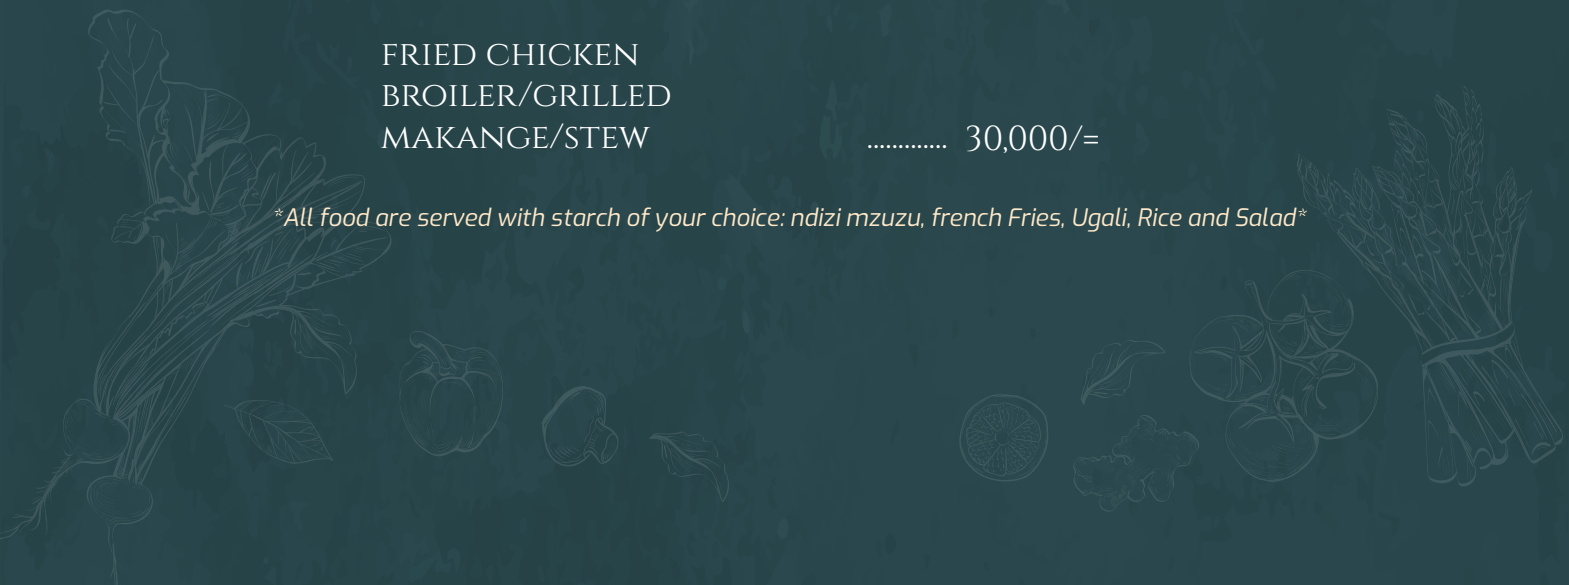 FRIED CHICKEN
BROILER/GRILLED
MAKANGE/STEW ............. 30,000/=
*All food are served with starch of your choice: ndizi mzuzu, french Fries, Ugali, Rice and Salad*